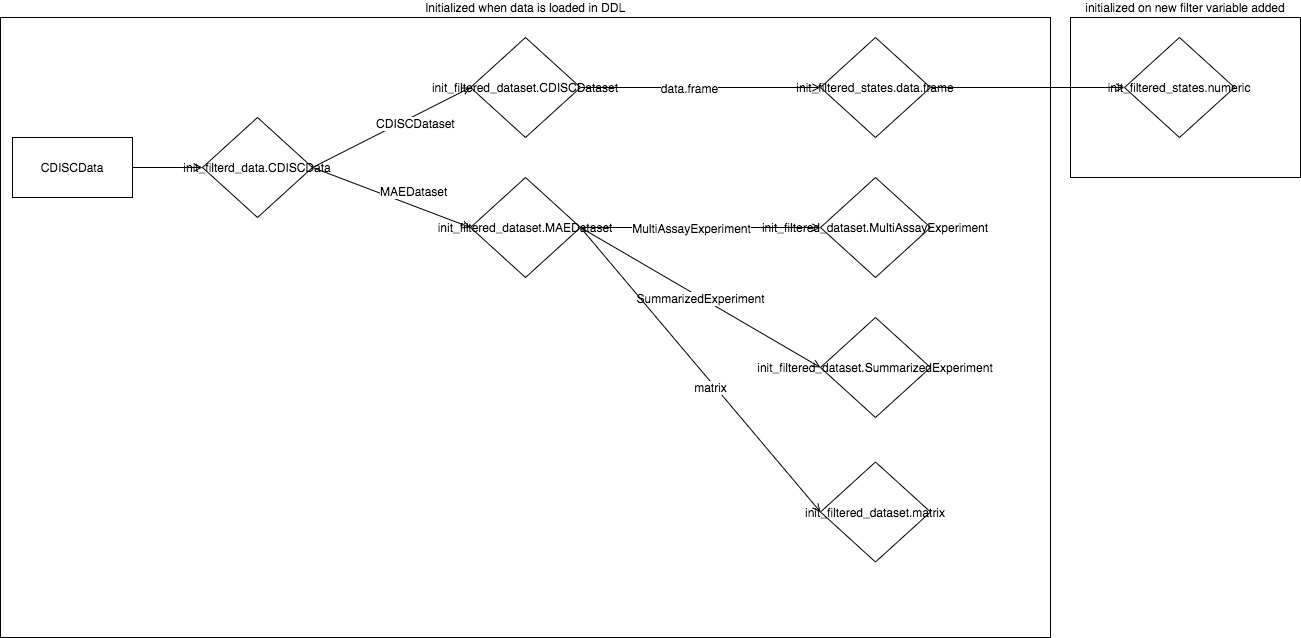 Initialized when data is loaded in DDL
initialized on new filter variable added
init_filtered_dataset.CDISCDataset
data.frame
init_filtered_states.data.frame
init_filtered_states.numeric
CDISCDataset
CDISCData
init_filterd_data.CDISCData
MAEDataset
init_filtered_dataset.MAEDataset
MultiAssayExperiment
init_filtered_dataset.MultiAssayExperiment
SummarizedExperiment
init_filtered_dataset.SummarizedExperiment
matrix
init_filtered_dataset.matrix